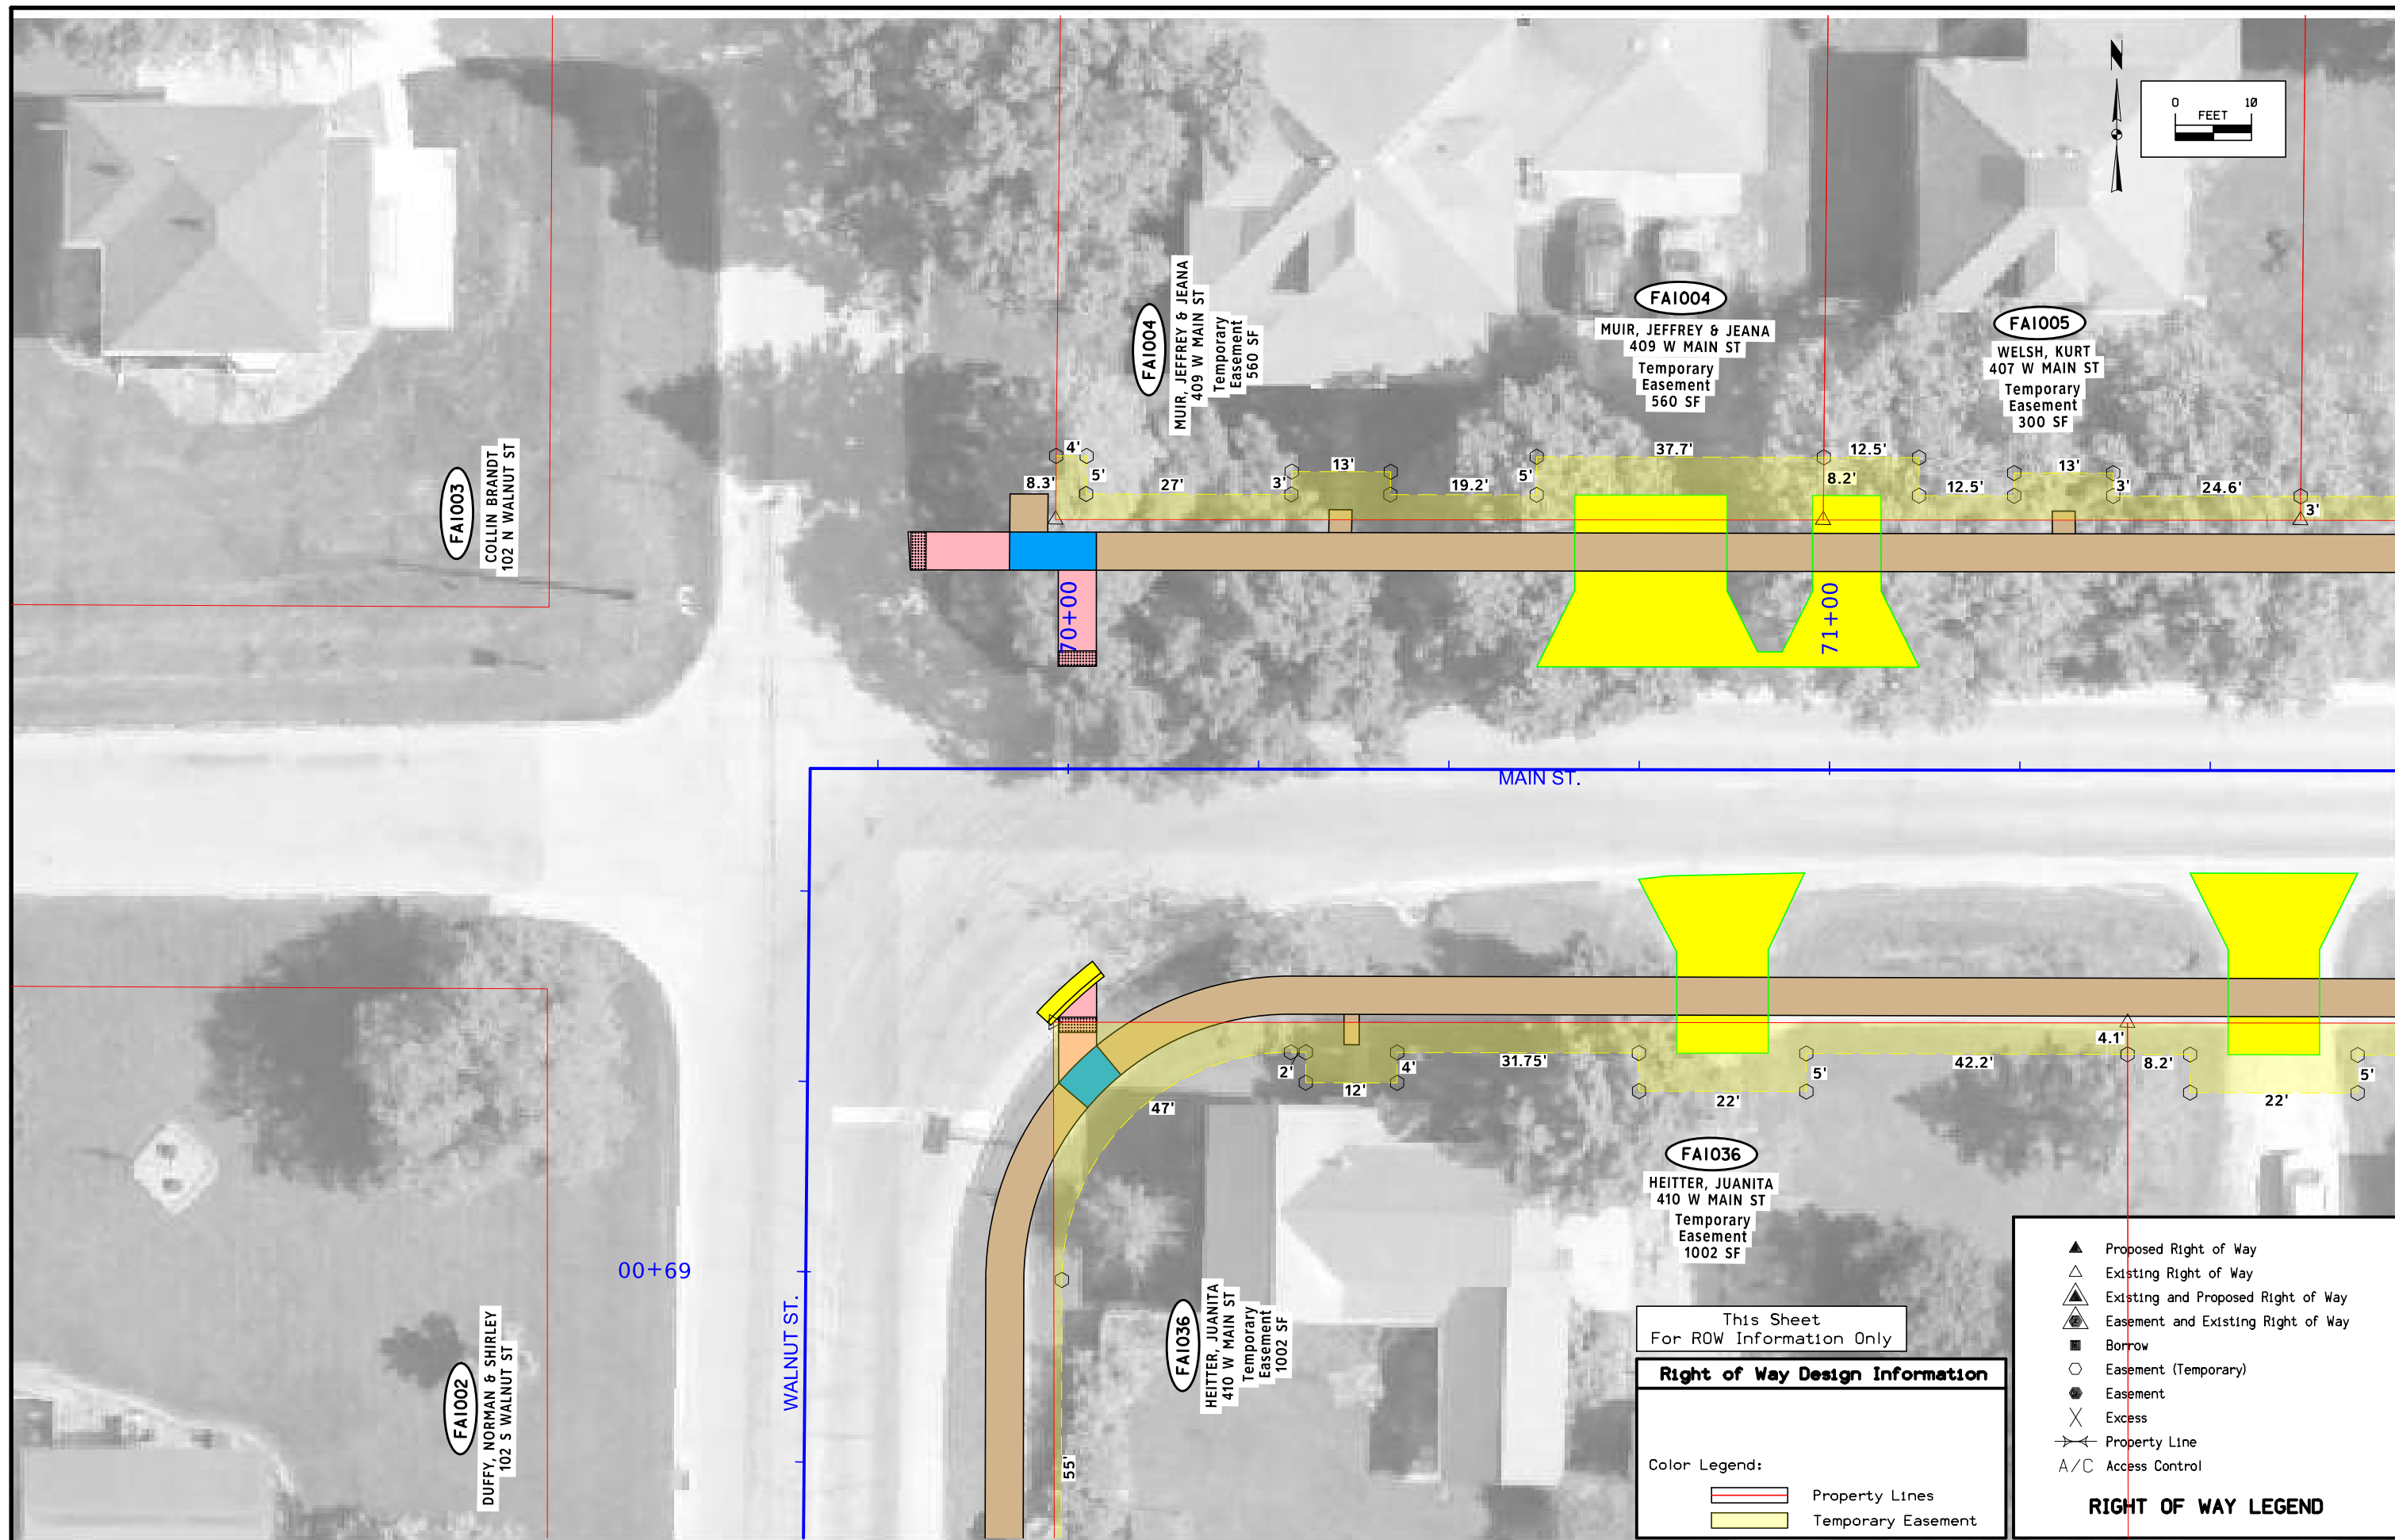 N
0 10
FEET
FA1004
MUIR, JEFFREY & JEANA
409 W MAIN ST
Temporary
Easement
560 SF
FA1004
MUIR, JEFFREY & JEANA
409 W MAIN ST
Temporary
Easement
560 SF
FA1005
WELSH, KURT
407 W MAIN ST
Temporary
Easement
300 SF
FA1003
COLLIN BRANDT
102 N WALNUT ST
4'
5'
8.3'
27'
3'
13'
19.2'
5'
37.7'
12.5'
8.2'
12.5'
13'
3'
24.6'
3'
70+00
71+00
MAIN ST.
2'
12'
4'
31.75'
47'
22'
5'
42.2'
4.1'
8.2'
22'
5'
FA1036
HEITTER, JUANITA
410 W MAIN ST
Temporary
Easement
1002 SF
00+69
WALNUT ST.
FA1036
HEITTER, JUANITA
410 W MAIN ST
Temporary
Easement
1002 SF
55'
FA1002
DUFFY, NORMAN & SHIRLEY
102 S WALNUT ST
This Sheet
For ROW Information Only
Right of Way Design Information
Color Legend:
Property Lines
Temporary Easement
Proposed Right of Way
Existing Right of Way
Existing and Proposed Right of Way
Easement and Existing Right of Way
Borrow
Easement (Temporary)
Easement
Excess
Property Line
A/C Access Control
RIGHT OF WAY LEGEND